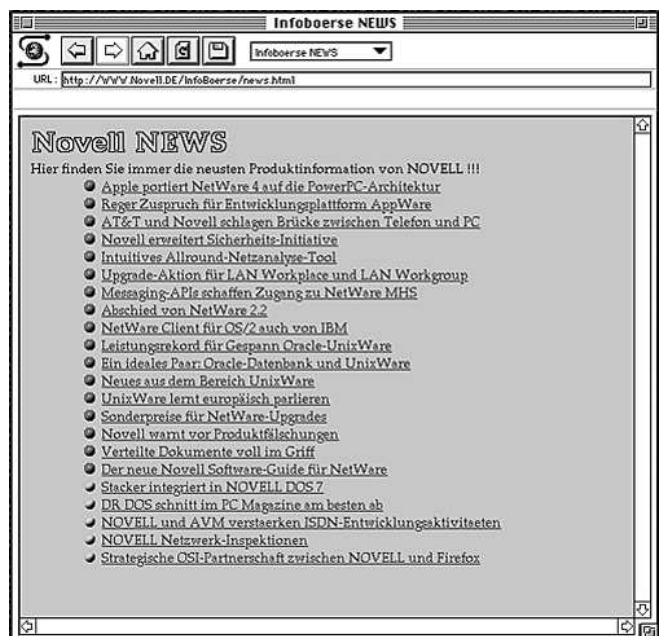 Infoboerse NEWS
Infoboerse NEWS
URL: http://WWW.Novell.DE/InfoBoerse/news.html
Novell NEWS
Hier finden Sie immer die neusten Produktinformation von NOVELL !!!
Apple portiert NetWare 4 auf die PowerPC-Architektur
Reger Zuspruch für Entwicklungsplattform AppWare
AT&T und Novell schlagen Brücke zwischen Telefon und PC
Novell erweitert Sicherheits-Initiative
Intuitives Allround-Netzanalyse-Tool
Upgrade-Aktion für LAN Workplace und LAN Workgroup
Messaging-APIs schaffen Zugang zu NetWare MHS
Abschied von NetWare 2.2
NetWare Client für OS/2 auch von IBM
Leistungsrekord für Gespann Oracle-UnixWare
Ein ideales Paar: Oracle-Datenbank und UnixWare
Neues aus dem Bereich UnixWare
UnixWare lernt europäisch parlieren
Sonderpreise für NetWare-Upgrades
Novell warnt vor Produktfälschungen
Verteilte Dokumente voll im Griff
Der neue Novell Software-Guide für NetWare
Stacker integriert in NOVELL DOS 7
DR DOS schnitt im PC Magazine am besten ab
NOVELL und AVM verstaerken ISDN-Entwicklungsaktivitaeten
NOVELL Netzwerk-Inspektionen
Strategische OSI-Partnerschaft zwischen NOVELL und Firefox